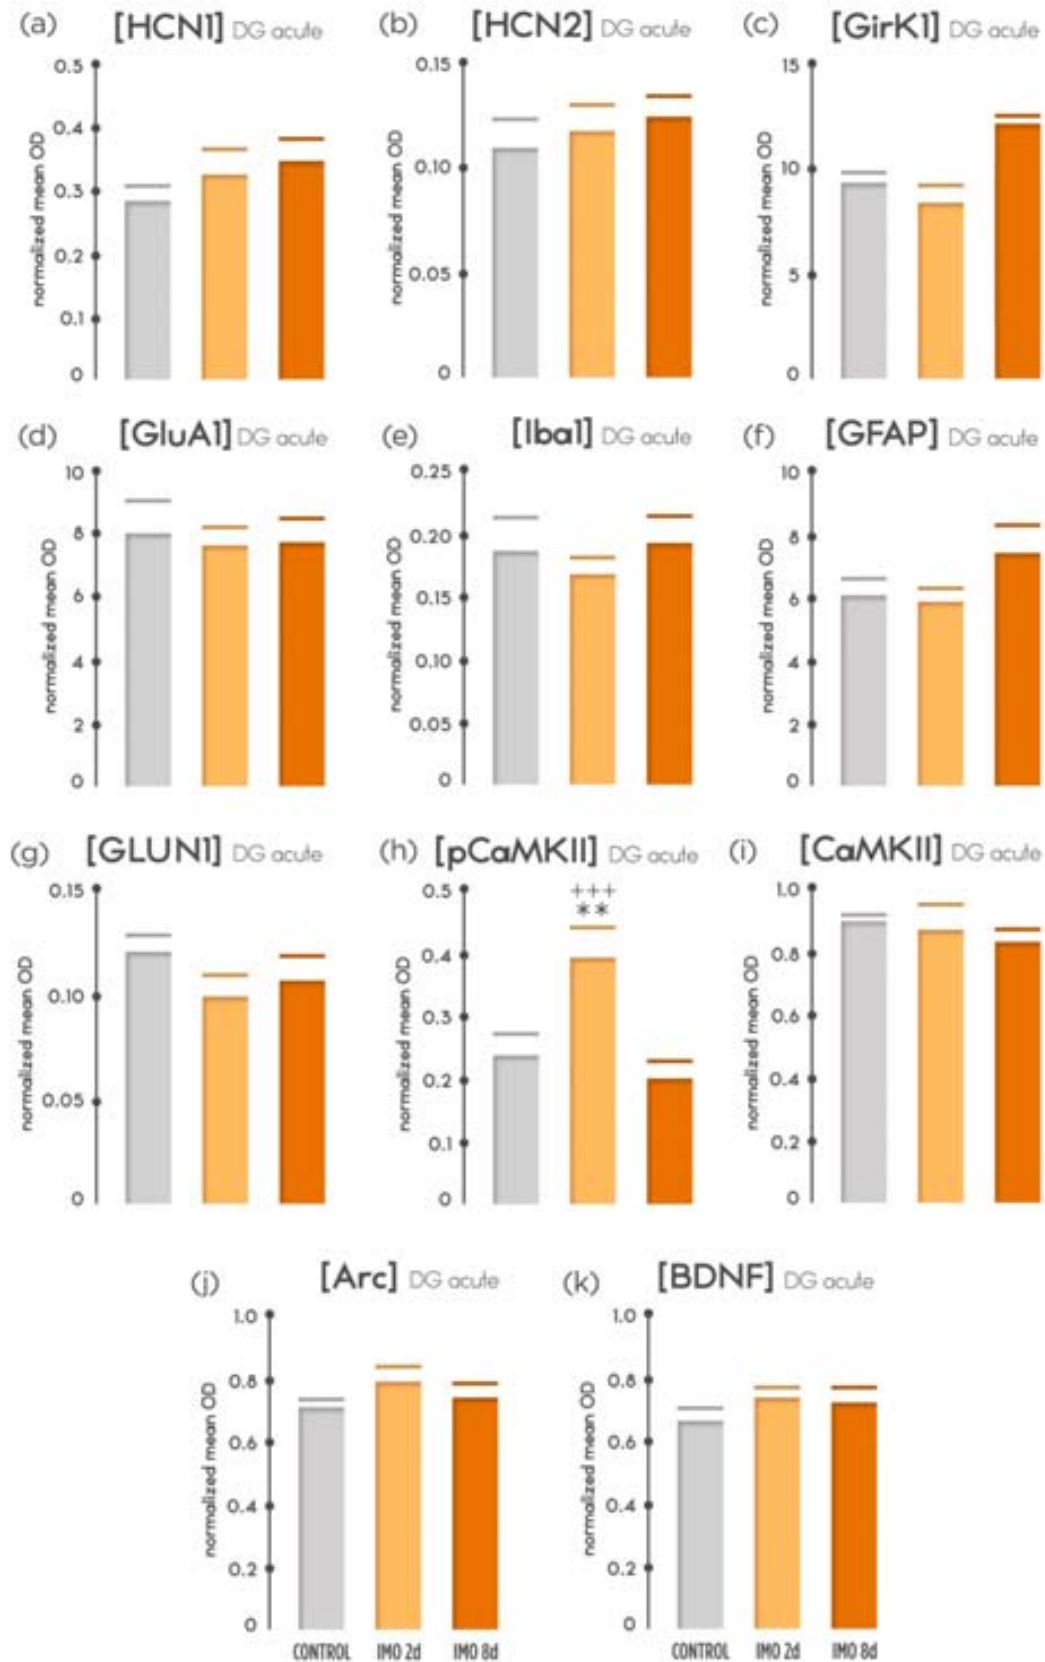 (a) [HCN1] DG acute
(b) [HCN2] DG acute
(c) [GirK1] DG acute
normalized mean OD
0.5
0.4
0.3
0.2
0.1
0
normalized mean OD
0.15
0.10
0.05
0
normalized mean OD
15
10
5
0
(d) [GluA1] DG acute
(e) [Iba1] DG acute
(f) [GFAP] DG acute
normalized mean OD
10
8
6
4
2
0
normalized mean OD
0.25
0.20
0.15
0.10
0.05
0
normalized mean OD
10
8
6
4
2
0
(g) [GLUN1] DG acute
(h) [pCaMKII] DG acute
(i) [CaMKII] DG acute
normalized mean OD
0.15
0.10
0.05
0
normalized mean OD
0.5
0.4
0.3
0.2
0.1
0
+++
**
normalized mean OD
1.0
0.8
0.6
0.4
0.2
0
(j) [Arc] DG acute
(k) [BDNF] DG acute
normalized mean OD
1.0
0.8
0.6
0.4
0.2
0
CONTROL IMO 2d IMO 8d
normalized mean OD
1.0
0.8
0.6
0.4
0.2
0
CONTROL IMO 2d IMO 8d